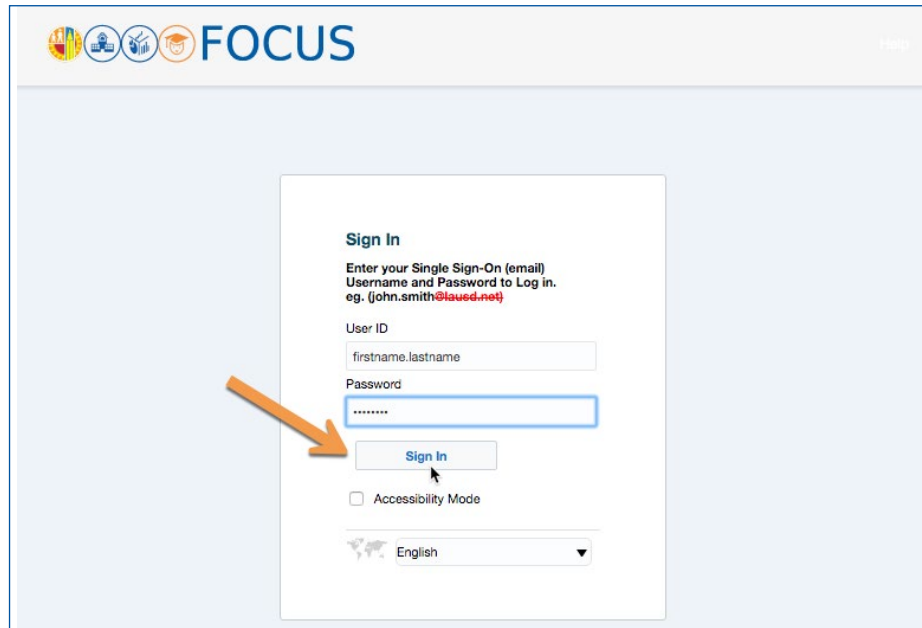 FOCUS
Help
Sign In
Enter your Single Sign-On (email)
Username and Password to Log in.
eg. (john.smith@lausd.net)
User ID
firstname.lastname
Password
••••••••
Sign In
Accessibility Mode
English